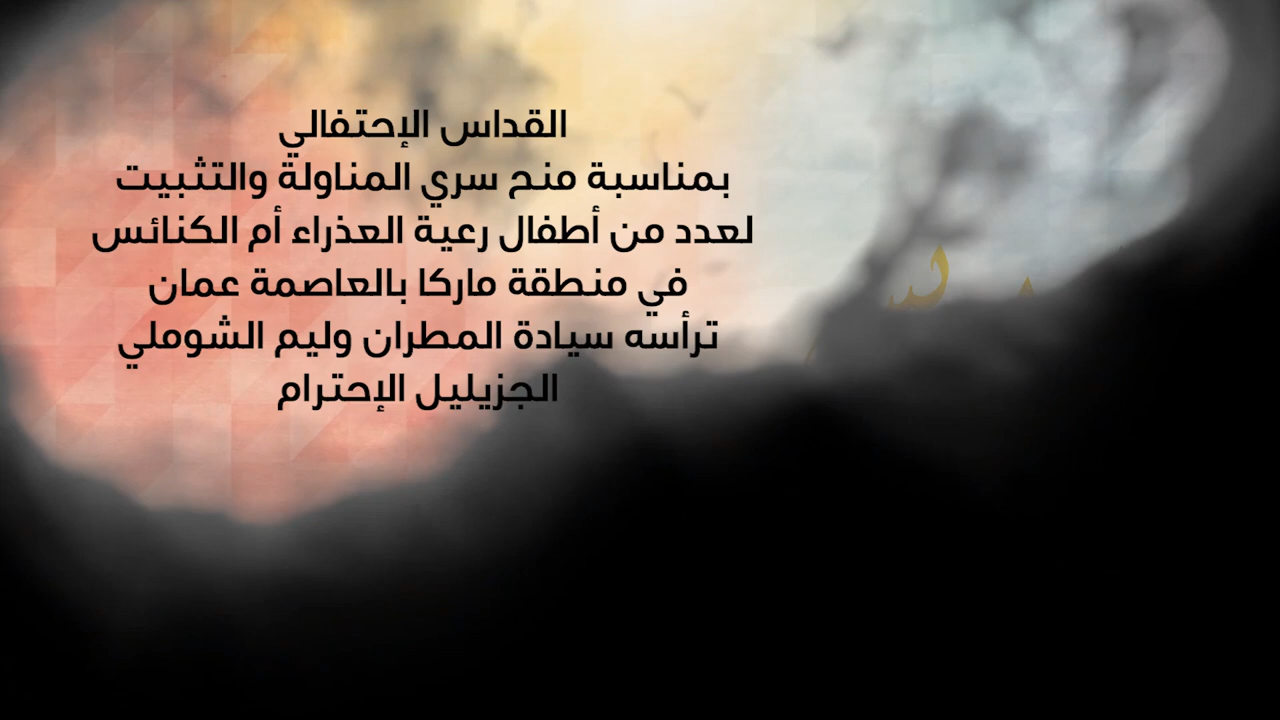 القداس الإحتفالي
بمناسبة منح سري المناولة والتثبيت
لعدد من أطفال رعية العذراء أم الكنائس
في منطقة ماركا بالعاصمة عمان
ترأسه سيادة المطران وليم الشوملي
الجزيليل الإحترام